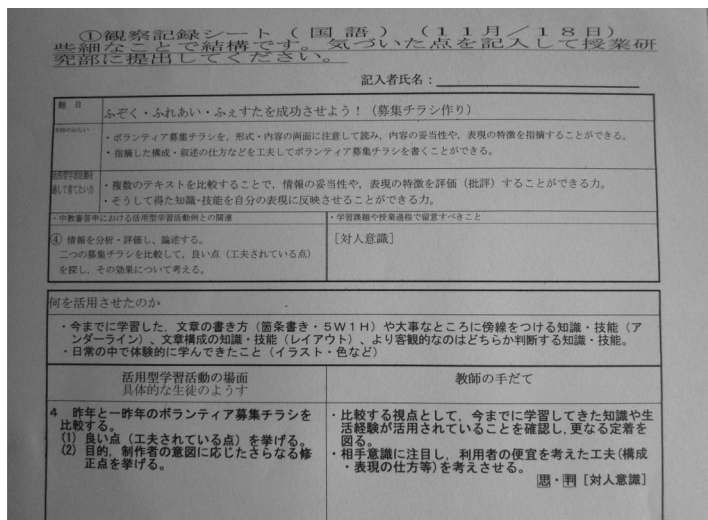 ①観察記録シート(国語)(11月/18日)
些細なことで結構です。気づいた点を記入して授業研
究部に提出してください。
記入者氏名:
題 目
ふぞく・ふれあい・ふぇすたを成功させよう!(募集チラシ作り)
・ボランティア募集チラシを,形式・内容の両面に注意して読み,内容の妥当性や,表現の特徴を指摘することができる。
・指摘した構成・叙述の仕方などを工夫してボランティア募集チラシを書くことができる。
活用型学習活動を
通して育てたい力
・複数のテキストを比較することで,情報の妥当性や,表現の特徴を評価(批評)することができる力。
・そうして得た知識・技能を自分の表現に反映させることができる力。
・中教審答申における活用型学習活動例との関連
・学習課題や授業過程で留意すべきこと
④ 情報を分析・評価し,論述する。
二つの募集チラシを比較して,良い点(工夫されている点)
を探し,その効果について考える。
[対人意識]
何を活用させたのか
・今までに学習した,文章の書き方(箇条書き・5W1H)や大事なところに傍線をつける知識・技能(ア
ンダーライン)、文章構成の知識・技能(レイアウト)、より客観的なのはどちらか判断する知識・技能。
・日常の中で体験的に学んできたこと(イラスト・色など)
活用型学習活動の場面
具体的な生徒のようす
教師の手だて
4 昨年と一昨年のボランティア募集チラシを
比較する。
(1) 良い点(工夫されている点)を挙げる。
(2) 目的,制作者の意図に応じたさらなる修
正点を挙げる。
・比較する視点として,今までに学習してきた知識や生
活経験が活用されていることを確認し,更なる定着を
図る。
・相手意識に注目し,利用者の便宜を考えた工夫(構成
・表現の仕方等)を考えさせる。
思・判[対人意識]